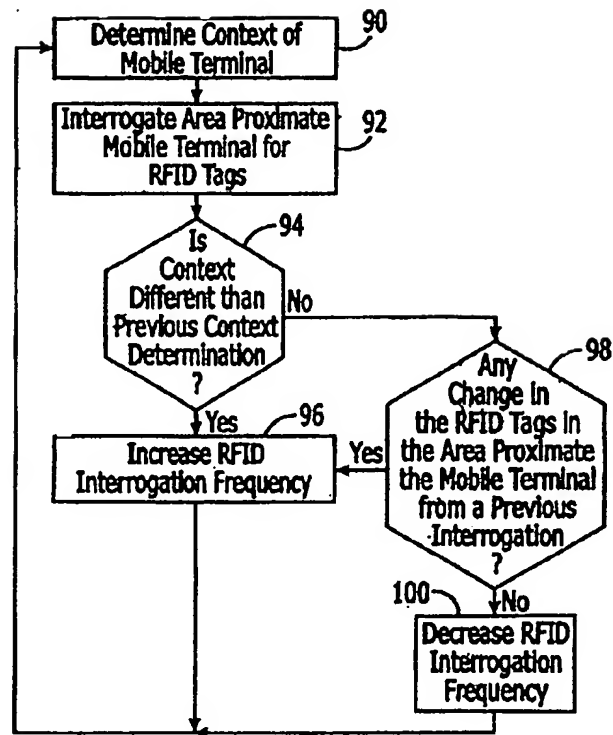 Determine Context of
Mobile Terminal
90
Interrogate Area Proximate
Mobile Terminal for
RFID Tags
92
Is
Context
Different than
Previous Context
Determination
?
94
No
Yes
Any
Change in
the RFID Tags in
the Area Proximate
the Mobile Terminal
from a Previous
Interrogation
?
98
Yes
Increase RFID
Interrogation Frequency
96
No
100
Decrease RFID
Interrogation
Frequency